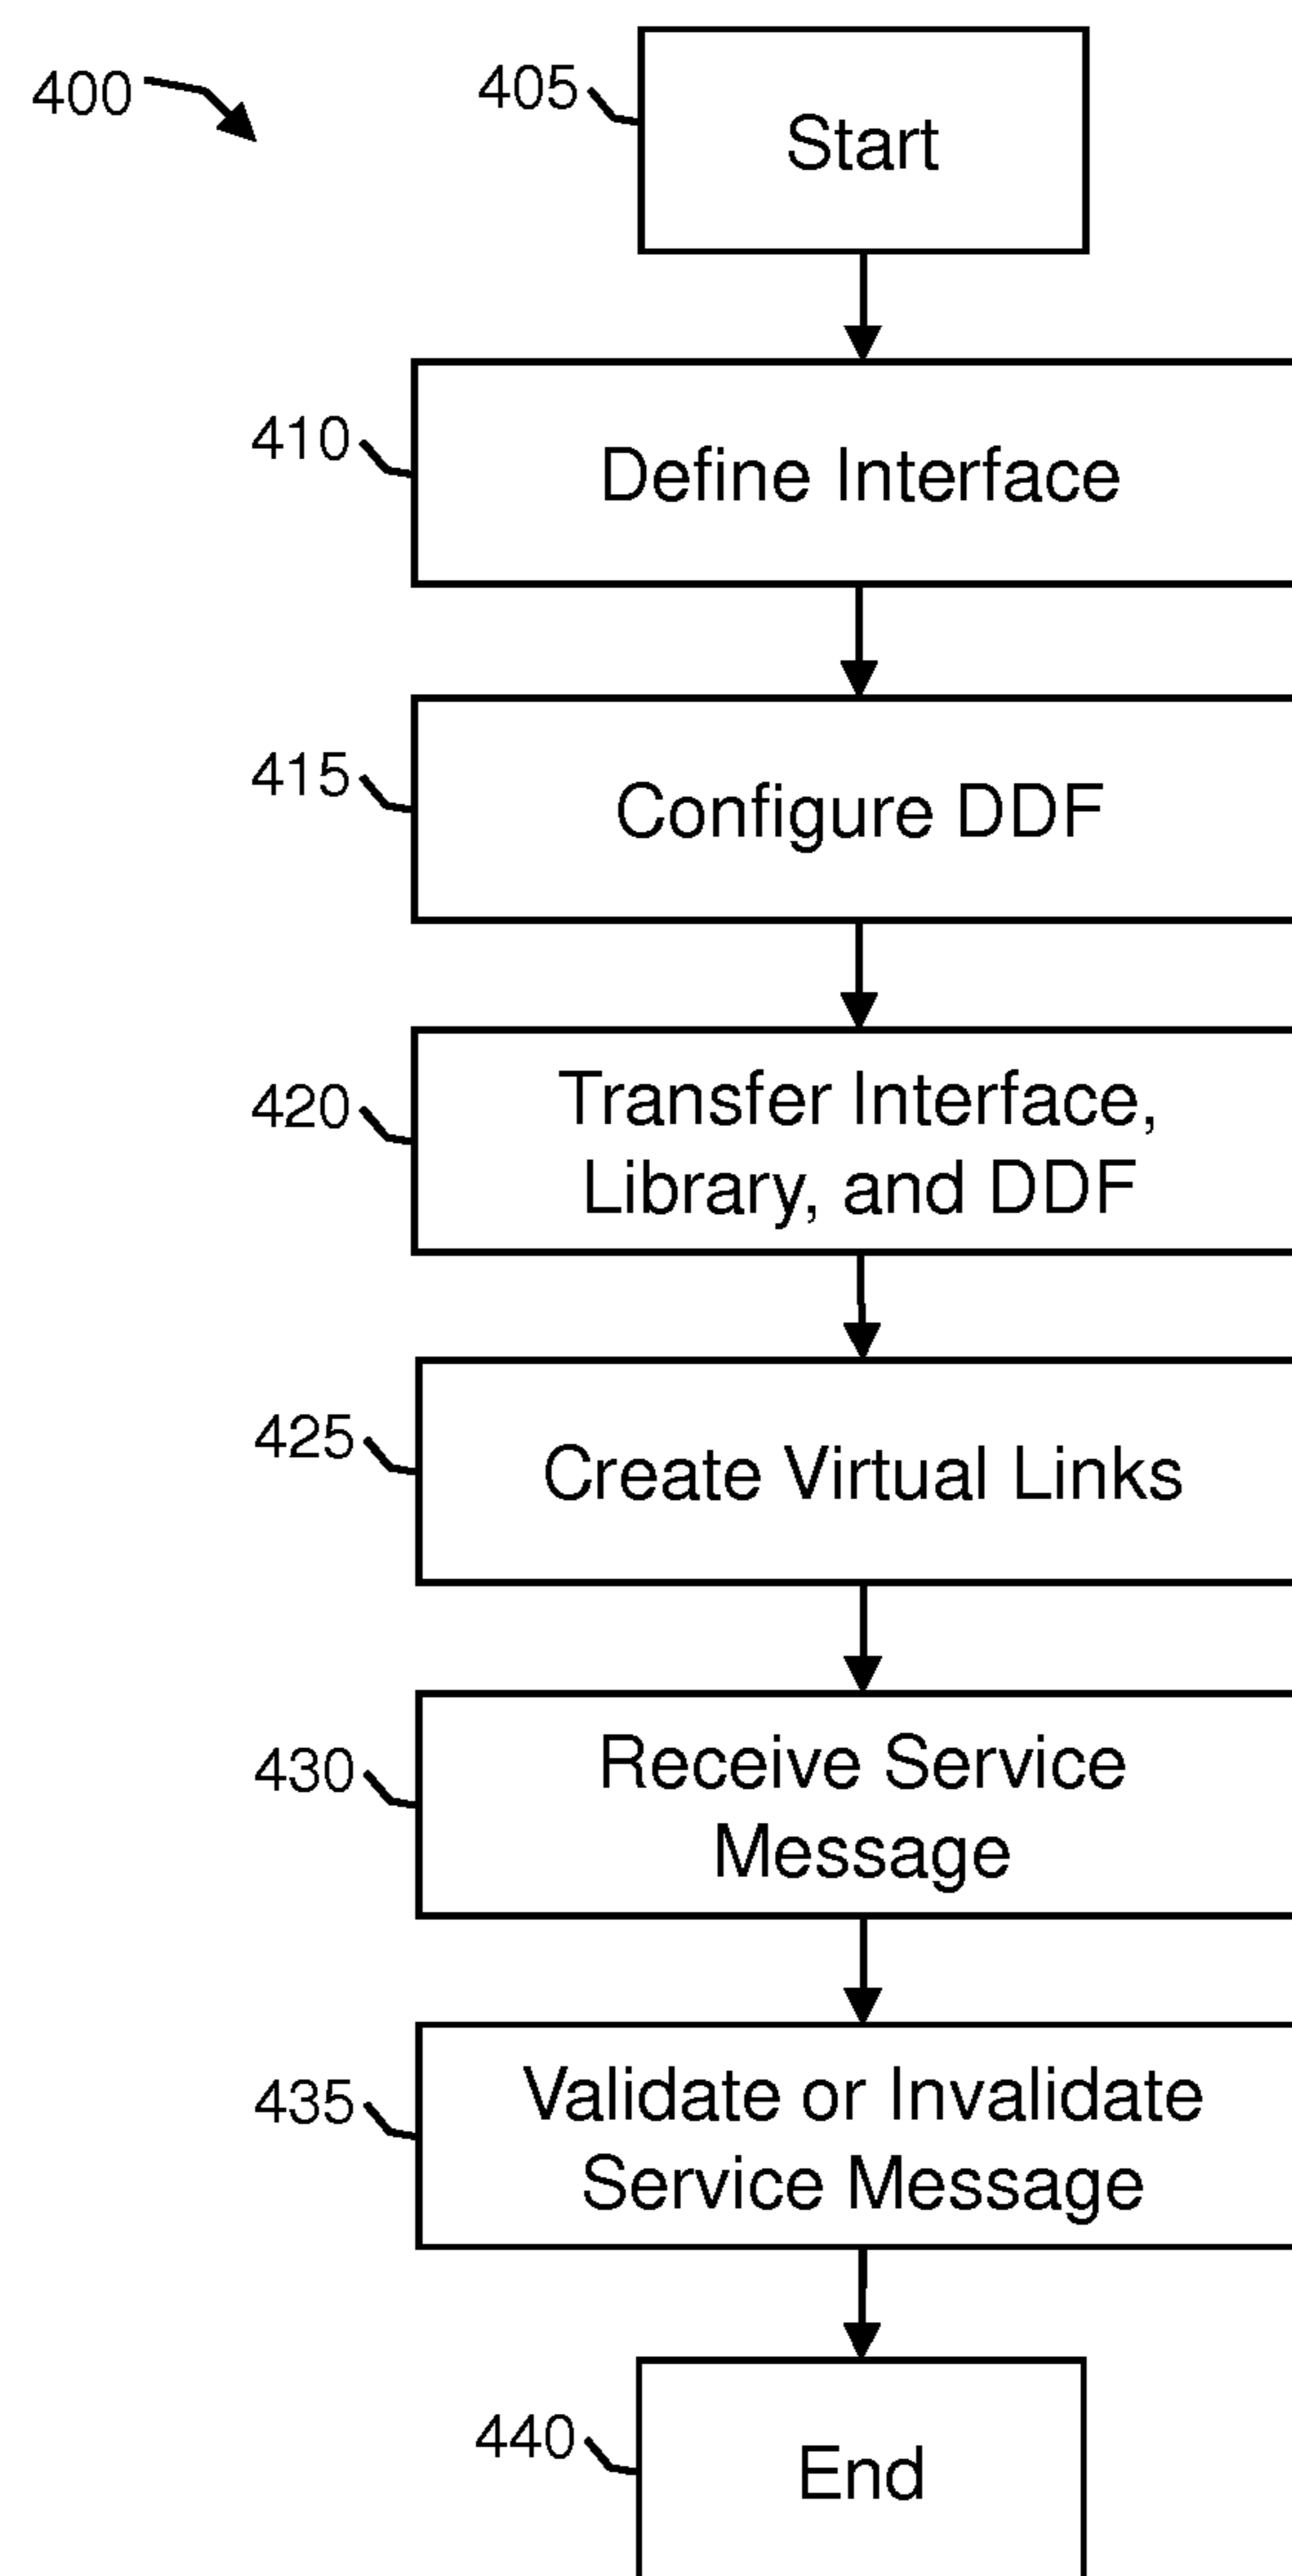 400
405
Start
410
Define Interface
415
Configure DDF
420
Transfer Interface,
Library, and DDF
425
Create Virtual Links
430
Receive Service
Message
435
Validate or Invalidate
Service Message
440
End